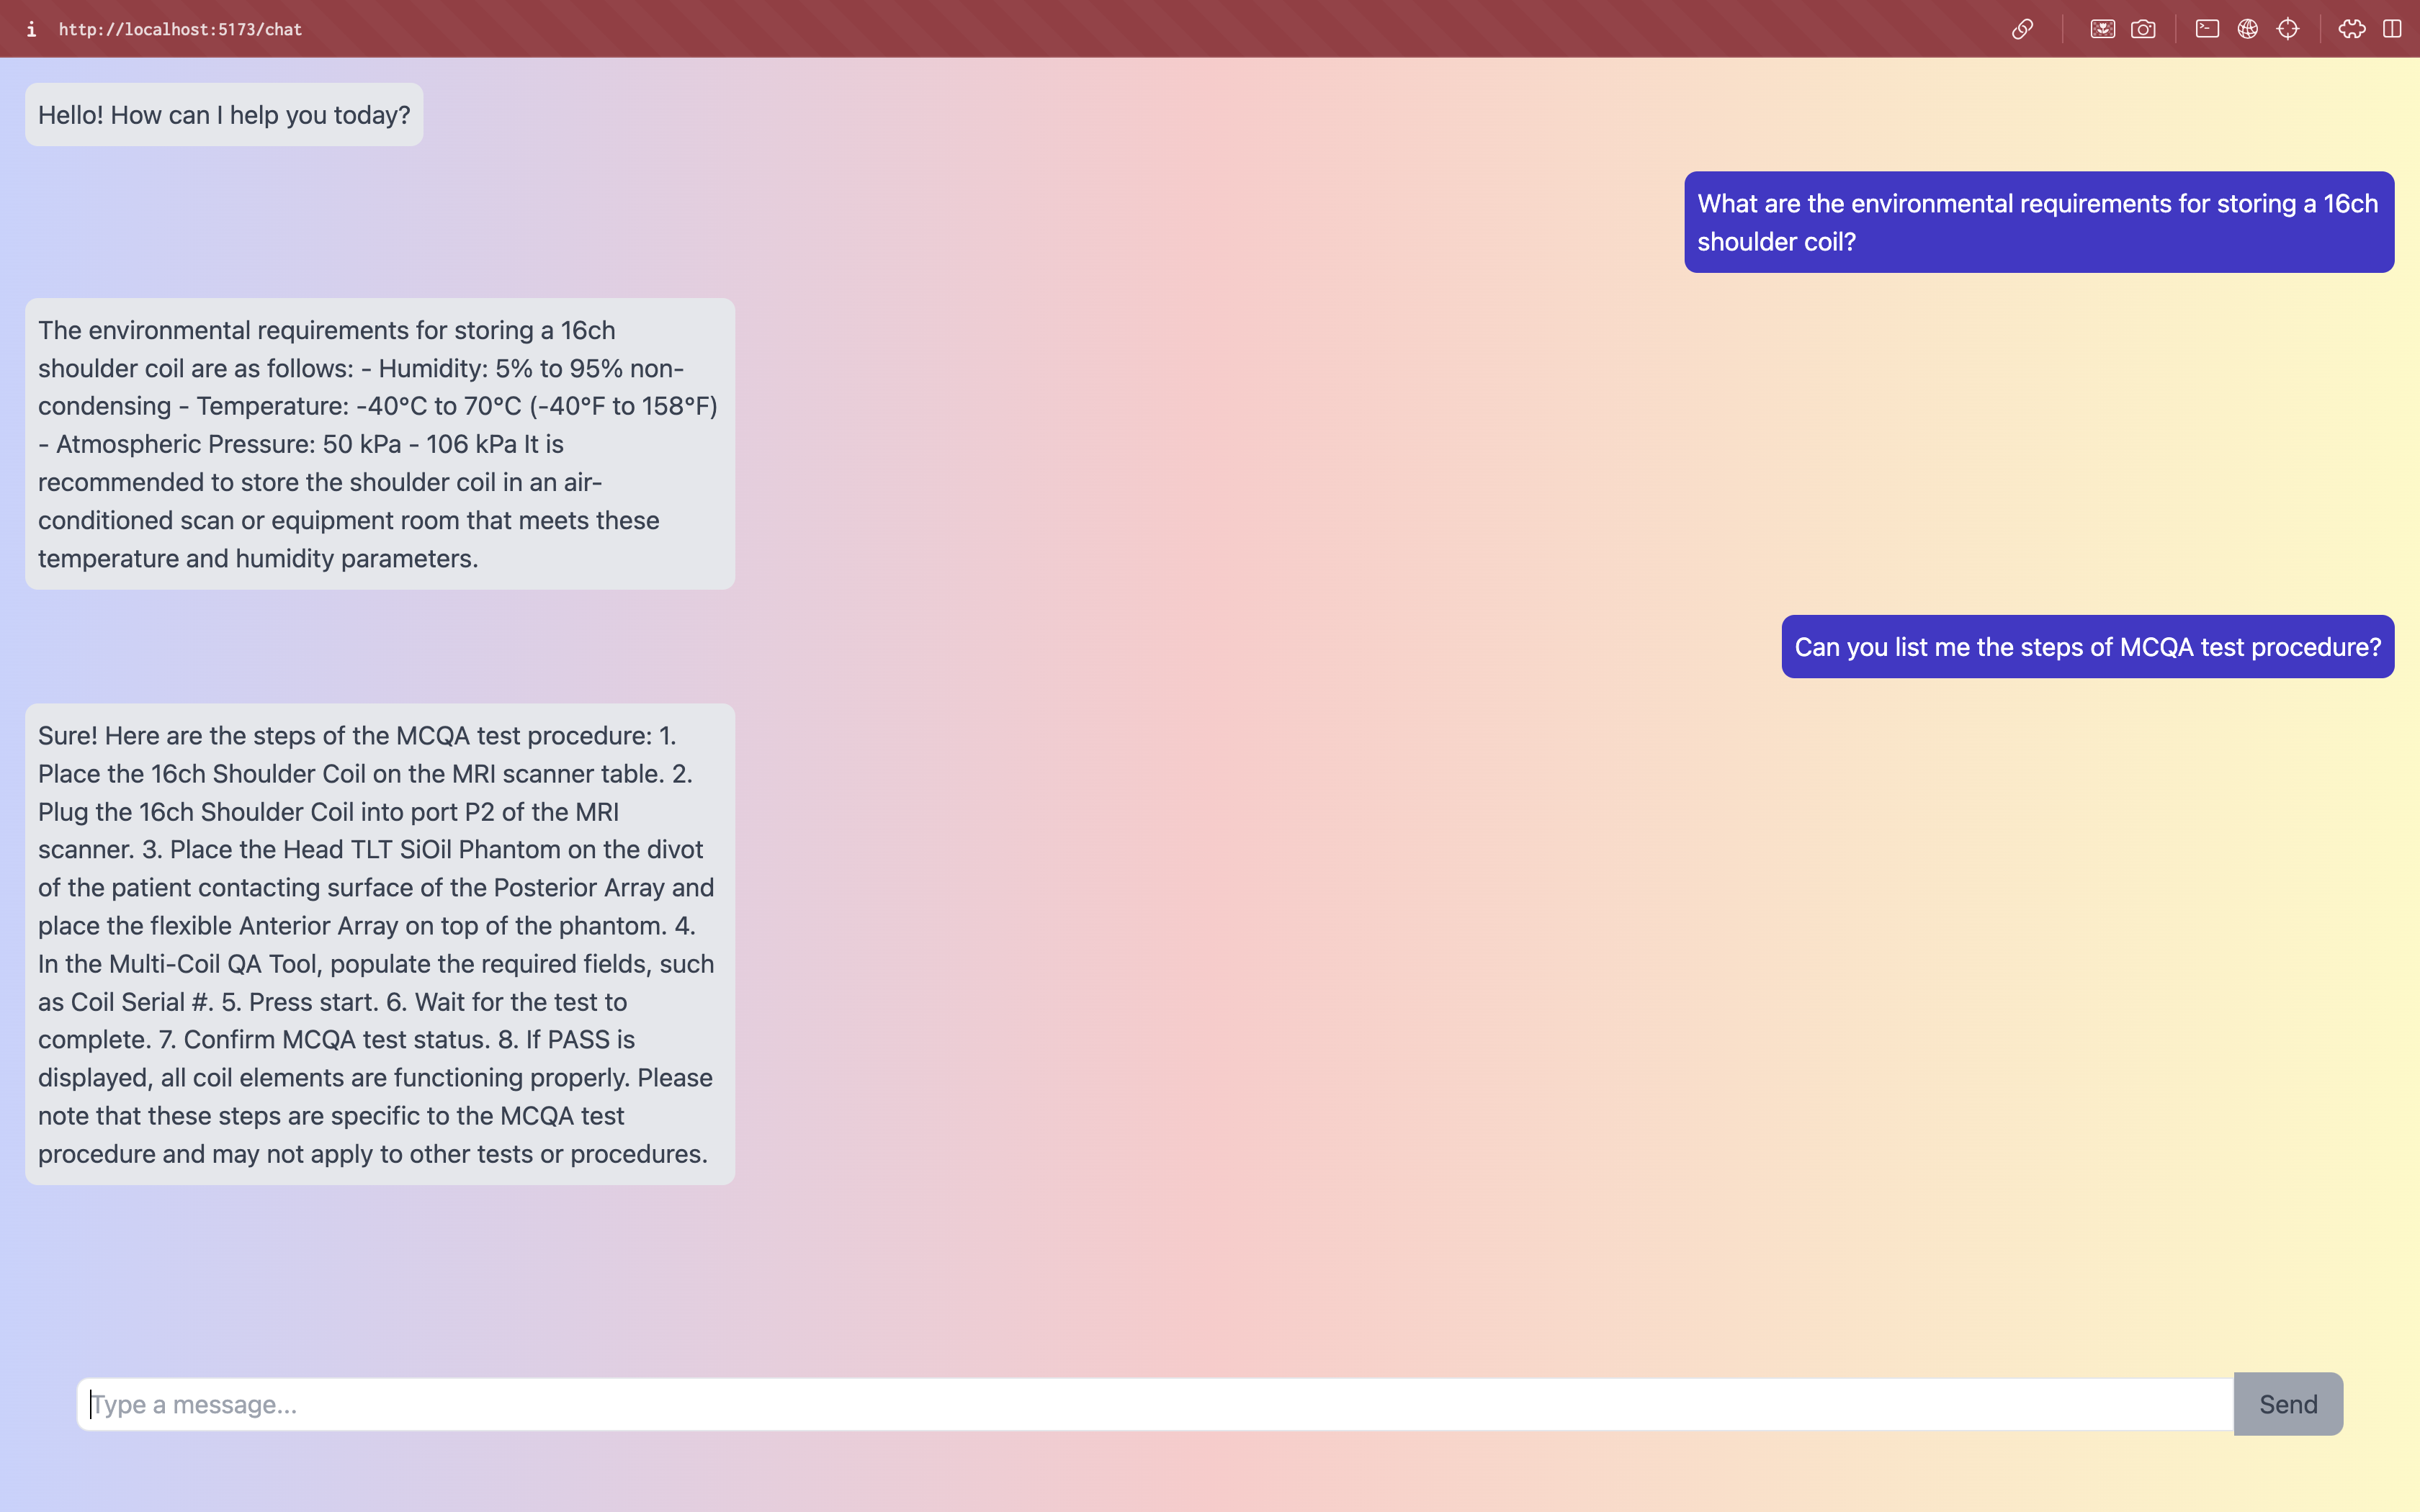 i http://localhost:5173/chat
Hello! How can I help you today?
What are the environmental requirements for storing a 16ch
shoulder coil?
The environmental requirements for storing a 16ch
shoulder coil are as follows: - Humidity: 5% to 95% non-
condensing - Temperature: -40°C to 70°C (-40°F to 158°F)
- Atmospheric Pressure: 50 kPa - 106 kPa It is
recommended to store the shoulder coil in an air-
conditioned scan or equipment room that meets these
temperature and humidity parameters.
Can you list me the steps of MCQA test procedure?
Sure! Here are the steps of the MCQA test procedure: 1.
Place the 16ch Shoulder Coil on the MRI scanner table. 2.
Plug the 16ch Shoulder Coil into port P2 of the MRI
scanner. 3. Place the Head TLT SiOil Phantom on the divot
of the patient contacting surface of the Posterior Array and
place the flexible Anterior Array on top of the phantom. 4.
In the Multi-Coil QA Tool, populate the required fields, such
as Coil Serial #. 5. Press start. 6. Wait for the test to
complete. 7. Confirm MCQA test status. 8. If PASS is
displayed, all coil elements are functioning properly. Please
note that these steps are specific to the MCQA test
procedure and may not apply to other tests or procedures.
Type a message...
Send